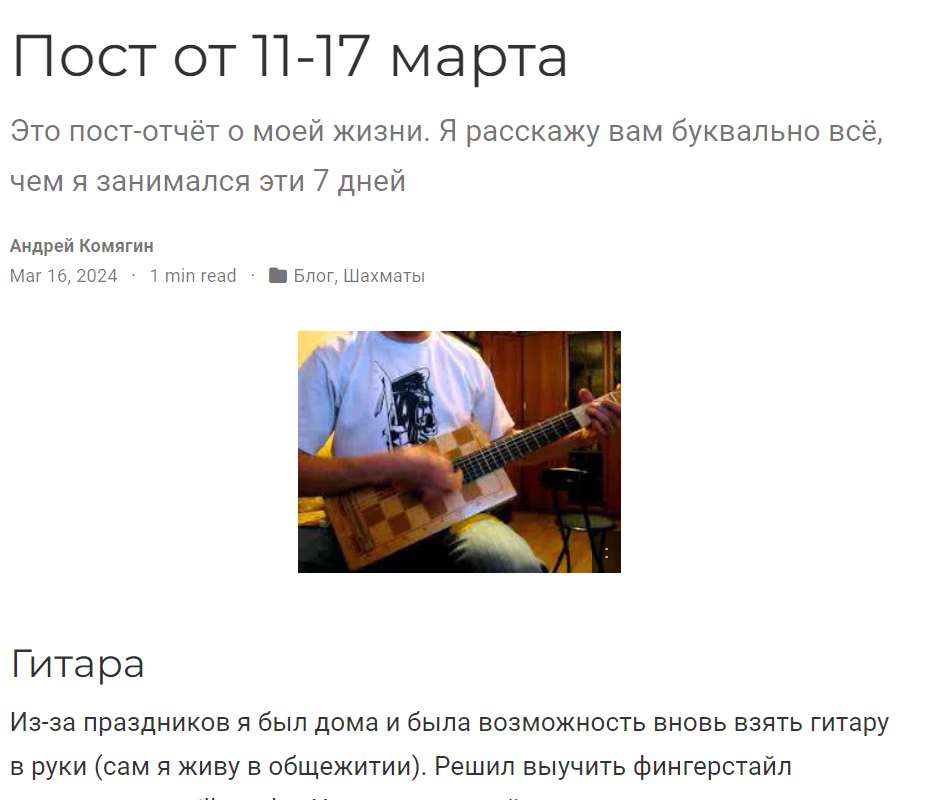 Пост от 11-17 марта
Это пост-отчёт о моей жизни. Я расскажу вам буквально всё,
чем я занимался эти 7 дней
Андрей Комягин
Mar 16, 2024 · 1 min read · Блог, Шахматы
Гитара
Из-за праздников я был дома и была возможность вновь взять гитару
в руки (сам я живу в общежитии). Решил выучить фингерстайл